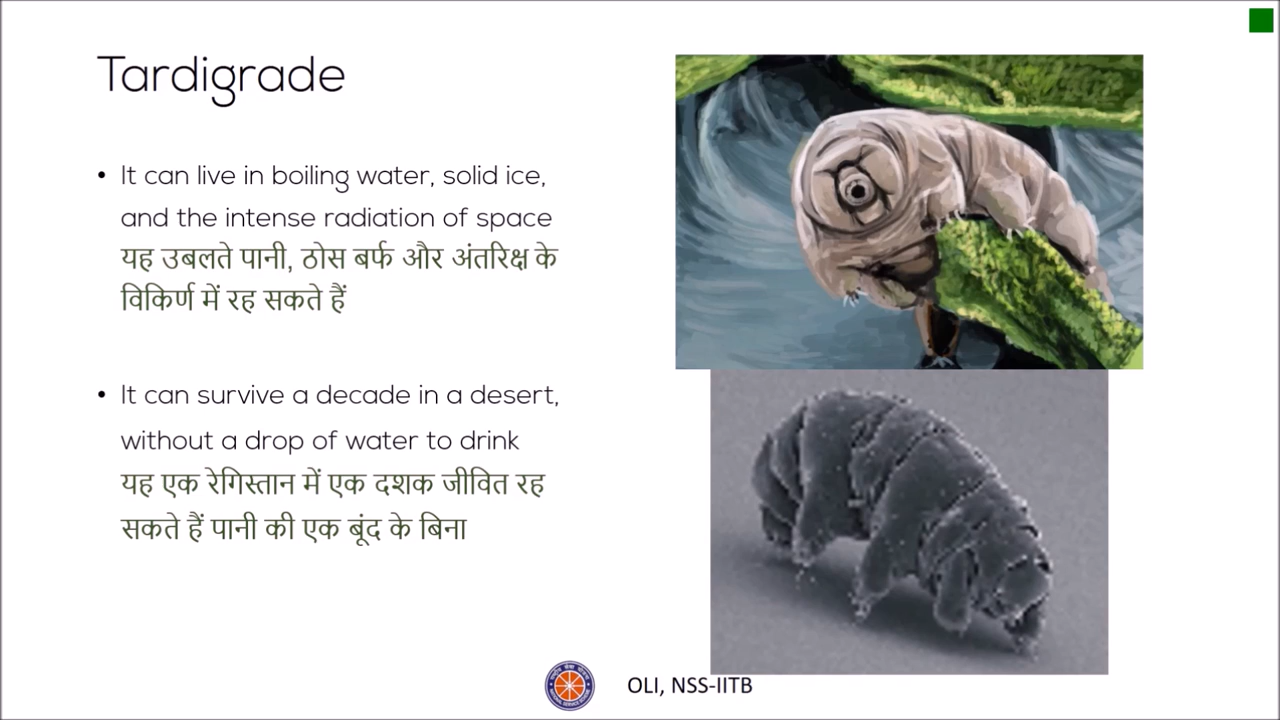 Tardigrade
• It can live in boiling water, solid ice,
and the intense radiation of space
यह उबलते पानी, ठोस बर्फ और अंतरिक्ष के
विकिर्ण में रह सकते हैं
• It can survive a decade in a desert,
without a drop of water to drink
यह एक रेगिस्तान में एक दशक जीवित रह
सकते हैं पानी की एक बूंद के बिना
OLI, NSS-IITB